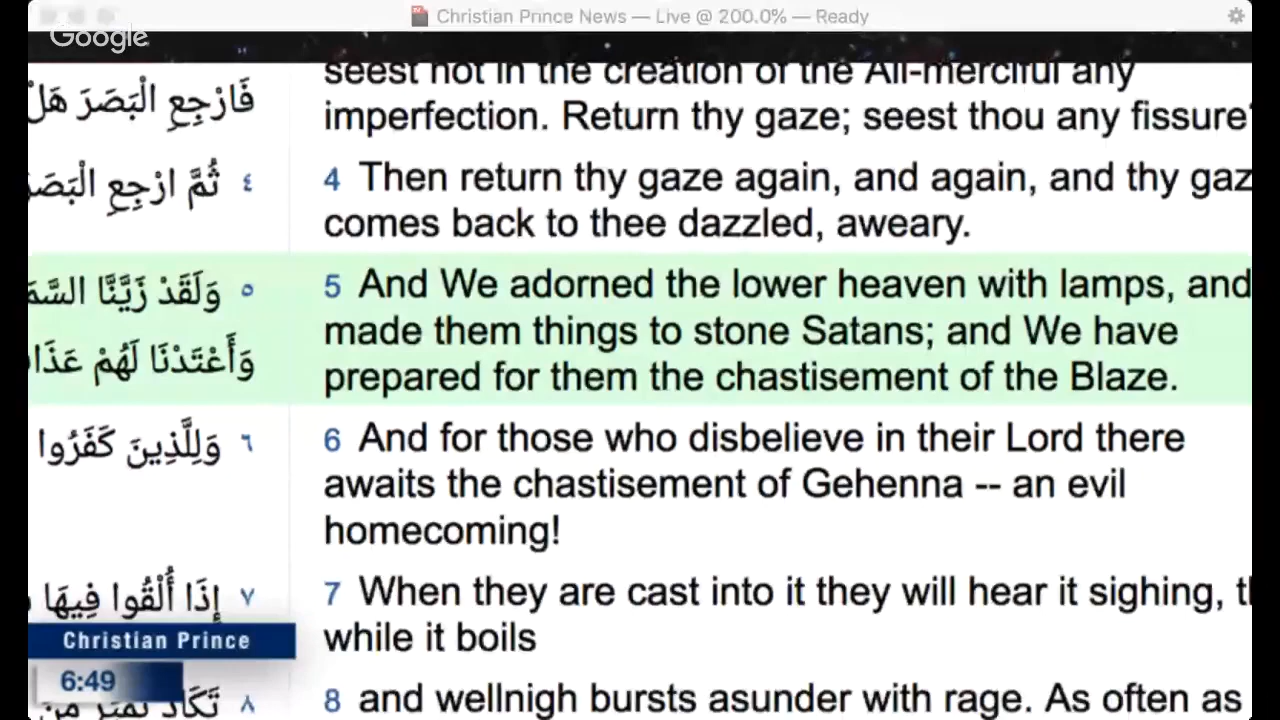 Christian Prince News — Live @ 200.0% — Ready
Google
seest not in the creation of the All-merciful any
فَارْجِعِ الْبَصَرَ هَلْ
imperfection. Return thy gaze; seest thou any fissure?
٤ ثُمَّ ارْجِعِ الْبَصَرَ
4 Then return thy gaze again, and again, and thy gaz
comes back to thee dazzled, aweary.
٥ وَلَقَدْ زَيَّنَّا السَّمَ
5 And We adorned the lower heaven with lamps, and
made them things to stone Satans; and We have
وَأَعْتَدْنَا لَهُمْ عَذَا
prepared for them the chastisement of the Blaze.
٦ وَلِلَّذِينَ كَفَرُوا
6 And for those who disbelieve in their Lord there
awaits the chastisement of Gehenna -- an evil
homecoming!
٧ إِذَا أُلْقُوا فِيهَا
7 When they are cast into it they will hear it sighing, t
while it boils
Christian Prince
6:49
٨ تَكَادُ تَمَيَّزُ مِنَ
8 and wellnigh bursts asunder with rage. As often as